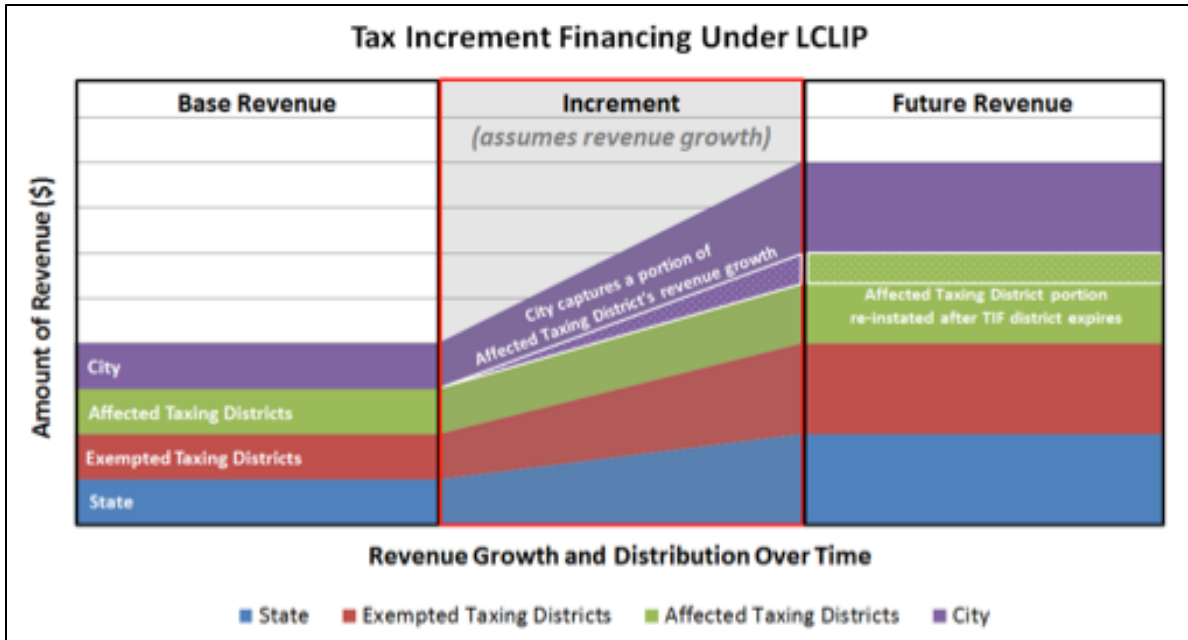 Tax Increment Financing Under LCLIP
Base Revenue
Increment
(assumes revenue growth)
Future Revenue
Amount of Revenue ($)
City captures a portion of
Affected Taxing District's revenue growth
Affected Taxing District portion
re-instated after TIF district expires
City
Affected Taxing Districts
Exempted Taxing Districts
State
Revenue Growth and Distribution Over Time
State
Exempted Taxing Districts
Affected Taxing Districts
City